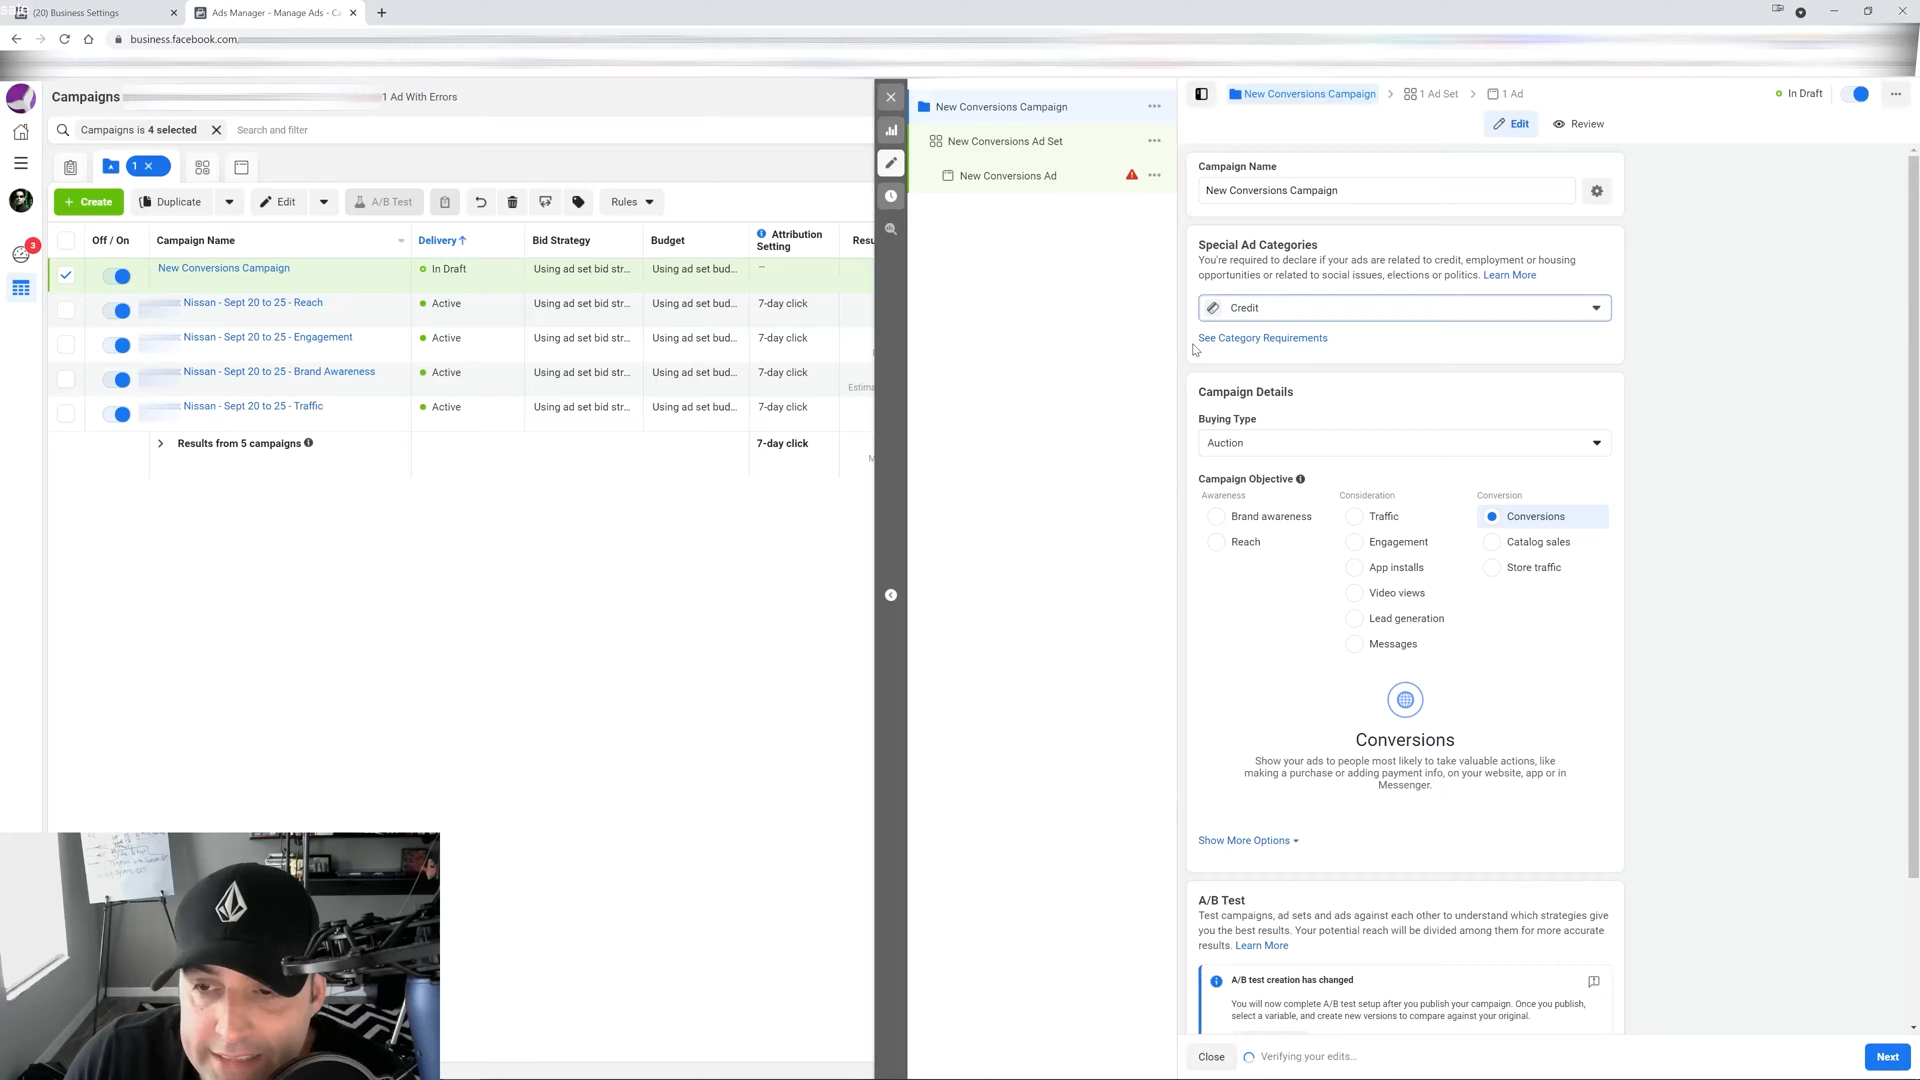 (20) Business Settings
Ads Manager - Manage Ads - Ca
business.facebook.com
Campaigns
1 Ad With Errors
Campaigns is 4 selected
Search and filter
1
Create
Duplicate
Edit
A/B Test
Rules
Off / On
Campaign Name
Delivery
Bid Strategy
Budget
Attribution
Setting
Resu
New Conversions Campaign
In Draft
Using ad set bid str...
Using ad set bud...
Nissan - Sept 20 to 25 - Reach
Active
Using ad set bid str...
Using ad set bud...
7-day click
Nissan - Sept 20 to 25 - Engagement
Active
Using ad set bid str...
Using ad set bud...
7-day click
Nissan - Sept 20 to 25 - Brand Awareness
Active
Using ad set bid str...
Using ad set bud...
7-day click
Estima
Nissan - Sept 20 to 25 - Traffic
Active
Using ad set bid str...
Using ad set bud...
7-day click
Results from 5 campaigns
7-day click
M
3
New Conversions Campaign
New Conversions Ad Set
New Conversions Ad
New Conversions Campaign
1 Ad Set
1 Ad
In Draft
Edit
Review
Campaign Name
New Conversions Campaign
Special Ad Categories
You're required to declare if your ads are related to credit, employment or housing
opportunities or related to social issues, elections or politics. Learn More
Credit
See Category Requirements
Campaign Details
Buying Type
Auction
Campaign Objective
Awareness
Consideration
Conversion
Brand awareness
Traffic
Conversions
Reach
Engagement
Catalog sales
App installs
Store traffic
Video views
Lead generation
Messages
Conversions
Show your ads to people most likely to take valuable actions, like
making a purchase or adding payment info, on your website, app or in
Messenger.
Show More Options
A/B Test
Test campaigns, ad sets and ads against each other to understand which strategies give
you the best results. Your potential reach will be divided among them for more accurate
results. Learn More
A/B test creation has changed
You will now complete A/B test setup after you publish your campaign. Once you publish,
select a variable, and create new versions to compare against your original.
Close
Verifying your edits...
Next